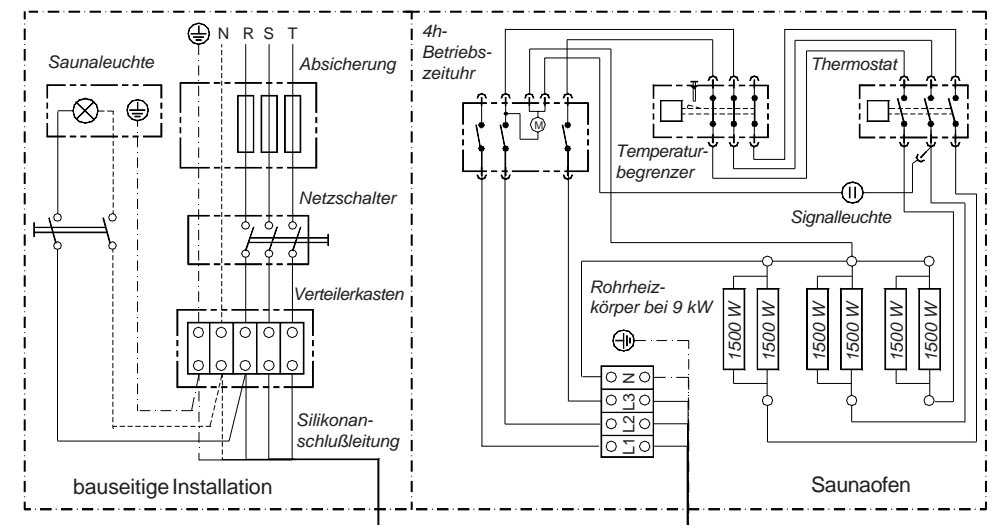 N R S T
Saunaleuchte
Absicherung
Netzschalter
Verteilerkasten
Silikonan-
schlußleitung
bauseitige Installation
4h-
Betriebs-
zeituhr
M
Temperatur-
begrenzer
Thermostat
Signalleuchte
Rohrheiz-
körper bei 9 kW
1500 W
1500 W
1500 W
1500 W
1500 W
1500 W
N
L3
L2
L1
Saunaofen